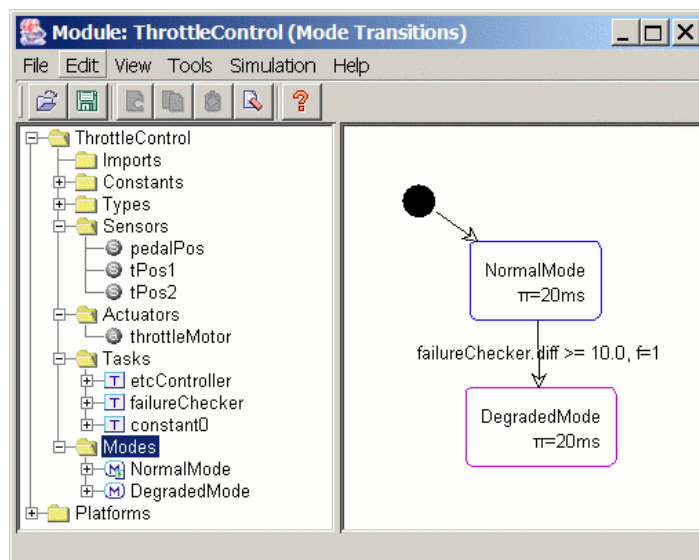 Module: ThrottleControl (Mode Transitions)
File Edit View Tools Simulation Help
ThrottleControl
Imports
Constants
Types
Sensors
S pedalPos
S tPos1
S tPos2
Actuators
a throttleMotor
Tasks
T etcController
T failureChecker
T constant0
Modes
M NormalMode
M DegradedMode
Platforms
NormalMode
π=20ms
failureChecker.diff >= 10.0, f=1
DegradedMode
π=20ms